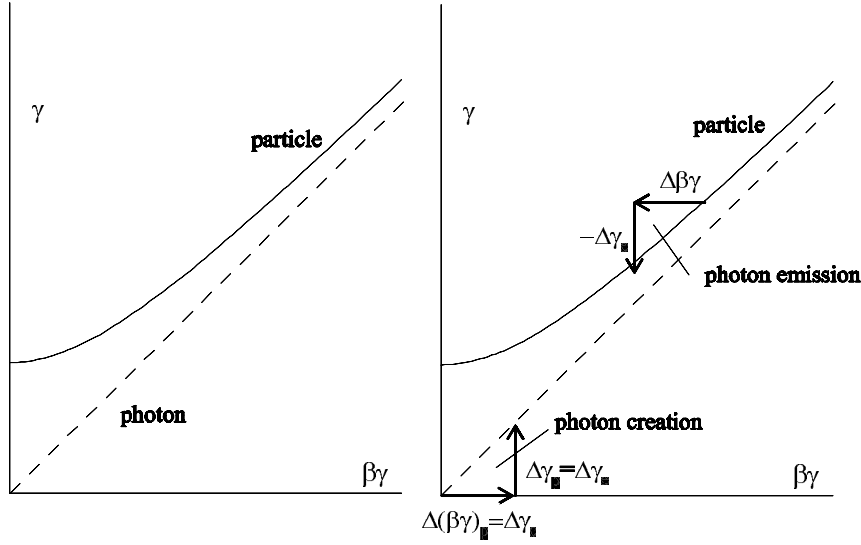 γ
particle
photon
βγ
γ
particle
Δβγ
−Δγ
photon emission
photon creation
Δγ =Δγ
βγ
Δ(βγ) =Δγ